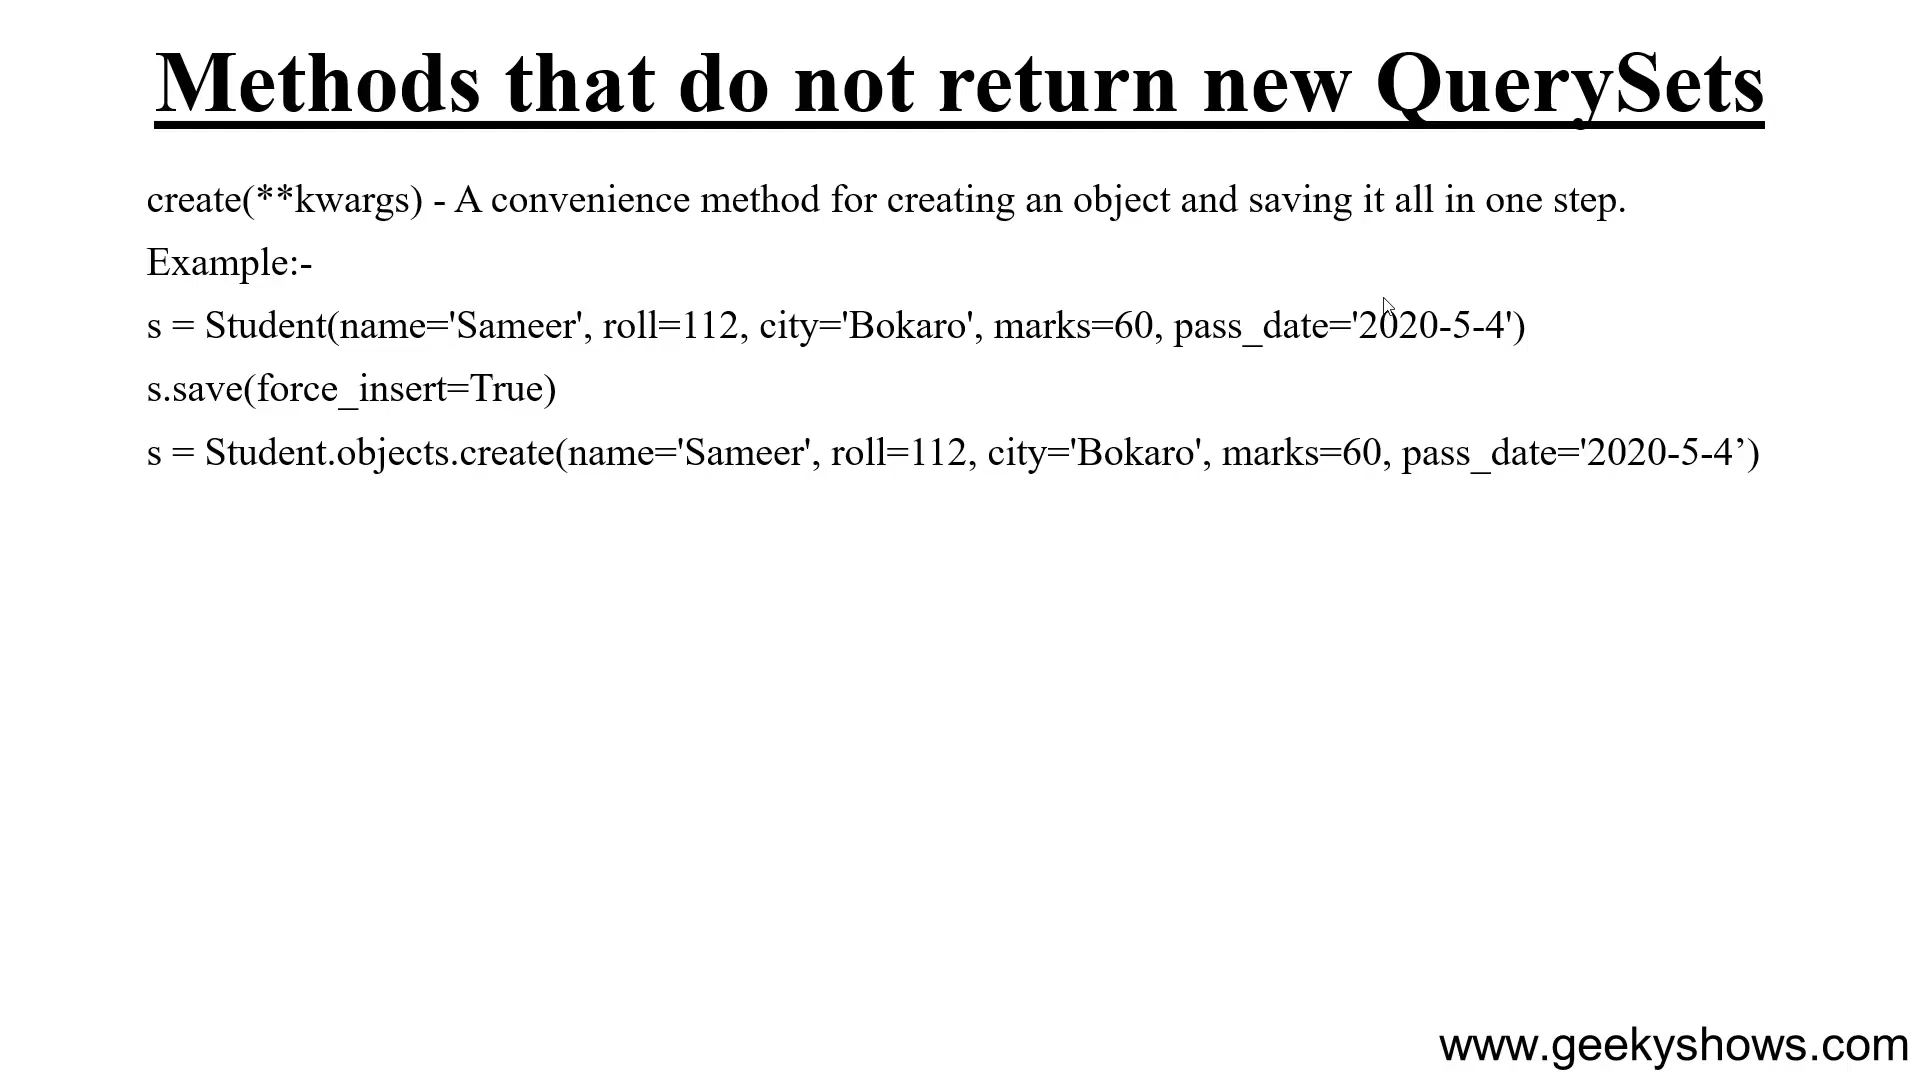 Methods that do not return new QuerySets
create(**kwargs) - A convenience method for creating an object and saving it all in one step.
Example:-
s = Student(name='Sameer', roll=112, city='Bokaro', marks=60, pass_date='2020-5-4')
s.save(force_insert=True)
s = Student.objects.create(name='Sameer', roll=112, city='Bokaro', marks=60, pass_date='2020-5-4’)
www.geekyshows.com